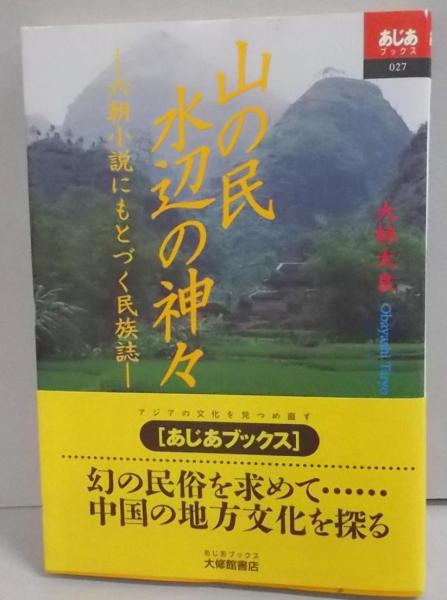 あじあ
ブックス
027
山の民
水辺の神々
―六朝小説にもとづく民族誌―
大林太良
Obayashi Taryo
アジアの文化を見つめ直す
[あじあブックス]
幻の民俗を求めて……
中国の地方文化を探る
あじあブックス
大修館書店